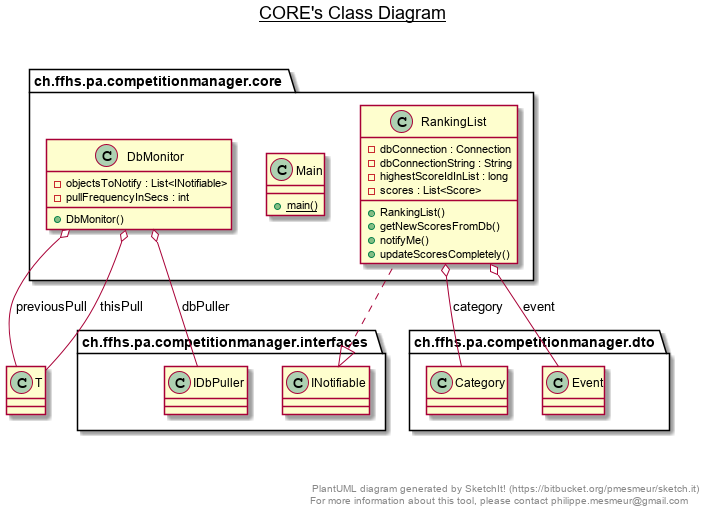 CORE's Class Diagram
ch.ffhs.pa.competitionmanager.core
C DbMonitor
objectsToNotify : List<INotifiable>
pullFrequencyInSecs : int
DbMonitor()
C Main
main()
C RankingList
dbConnection : Connection
dbConnectionString : String
highestScoreIdInList : long
scores : List<Score>
RankingList()
getNewScoresFromDb()
notifyMe()
updateScoresCompletely()
previousPull
thisPull
dbPuller
category
event
C T
ch.ffhs.pa.competitionmanager.interfaces
C IDbPuller
C INotifiable
ch.ffhs.pa.competitionmanager.dto
C Category
C Event
PlantUML diagram generated by SketchIt! (https://bitbucket.org/pmesmeur/sketch.it)
For more information about this tool, please contact philippe.mesmeur@gmail.com